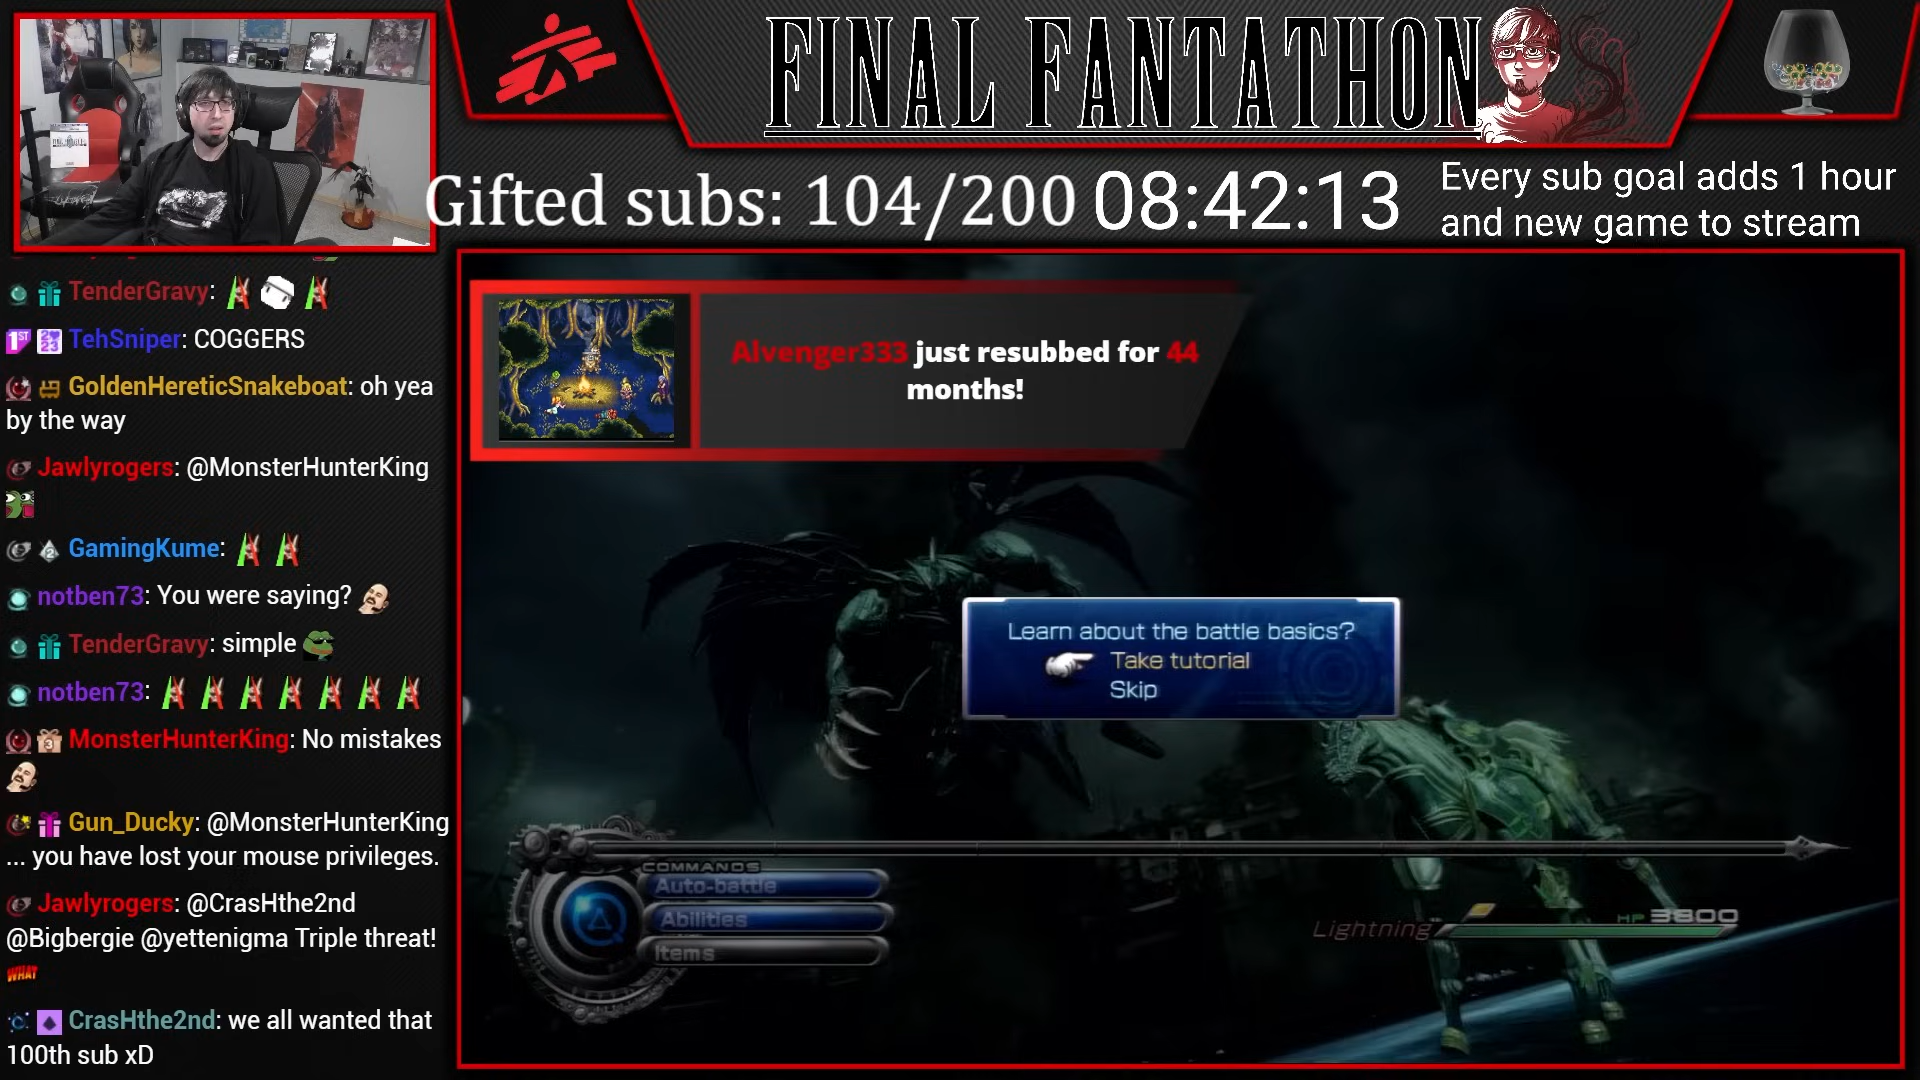 FINAL FANTATHON
Gifted subs: 104/200
08:42:13
Every sub goal adds 1 hour
and new game to stream
TenderGravy:
TehSniper: COGGERS
GoldenHereticSnakeboat: oh yea
by the way
Jawlyrogers: @MonsterHunterKing
GamingKume:
notben73: You were saying?
TenderGravy: simple
notben73:
MonsterHunterKing: No mistakes
Gun_Ducky: @MonsterHunterKing
... you have lost your mouse privileges.
Jawlyrogers: @CrasHthe2nd
@Bigbergie @yettenigma Triple threat!
WHAT
CrasHthe2nd: we all wanted that
100th sub xD
Alvenger333 just resubbed for 44
months!
Learn about the battle basics?
Take tutorial
Skip
COMMANDS
Auto-battle
Abilities
Items
Lightning
HP 3800